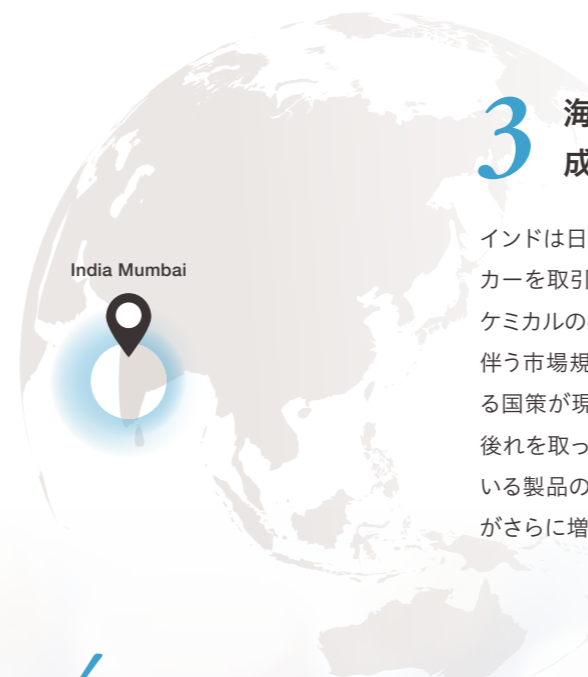 3
海
成
インドは日
カーを取引
ケミカルの
伴う市場規
る国策が現
後れを取っ
いる製品の
がさらに増
India Mumbai